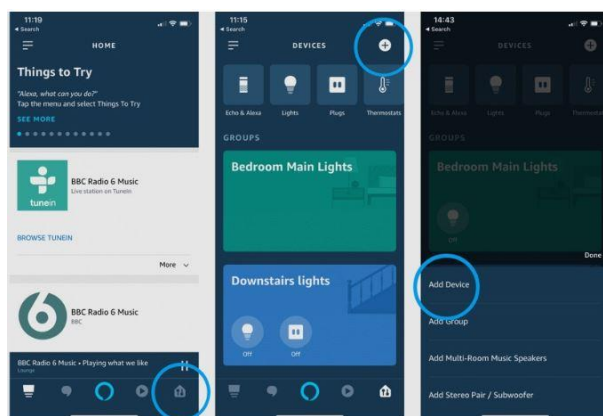 11:19
Search
HOME
Things to Try
"Alexa, what can you do?"
Tap the menu and select Things To Try
SEE MORE
tunein
BBC Radio 6 Music
Live station on TuneIn
BROWSE TUNEIN
More
6
BBC Radio 6 Music
BBC
BBC Radio 6 Music • Playing what we like
Lounge
11:15
Search
DEVICES
Echo & Alexa
Lights
Plugs
Thermostats
GROUPS
Bedroom Main Lights
Downstairs lights
Off
Off
14:43
Search
DEVICES
Echo & Alexa
Lights
Plugs
Thermostats
GROUPS
Bedroom Main Lights
Off
Done
Add Device
Add Group
Add Multi-Room Music Speakers
Add Stereo Pair / Subwoofer